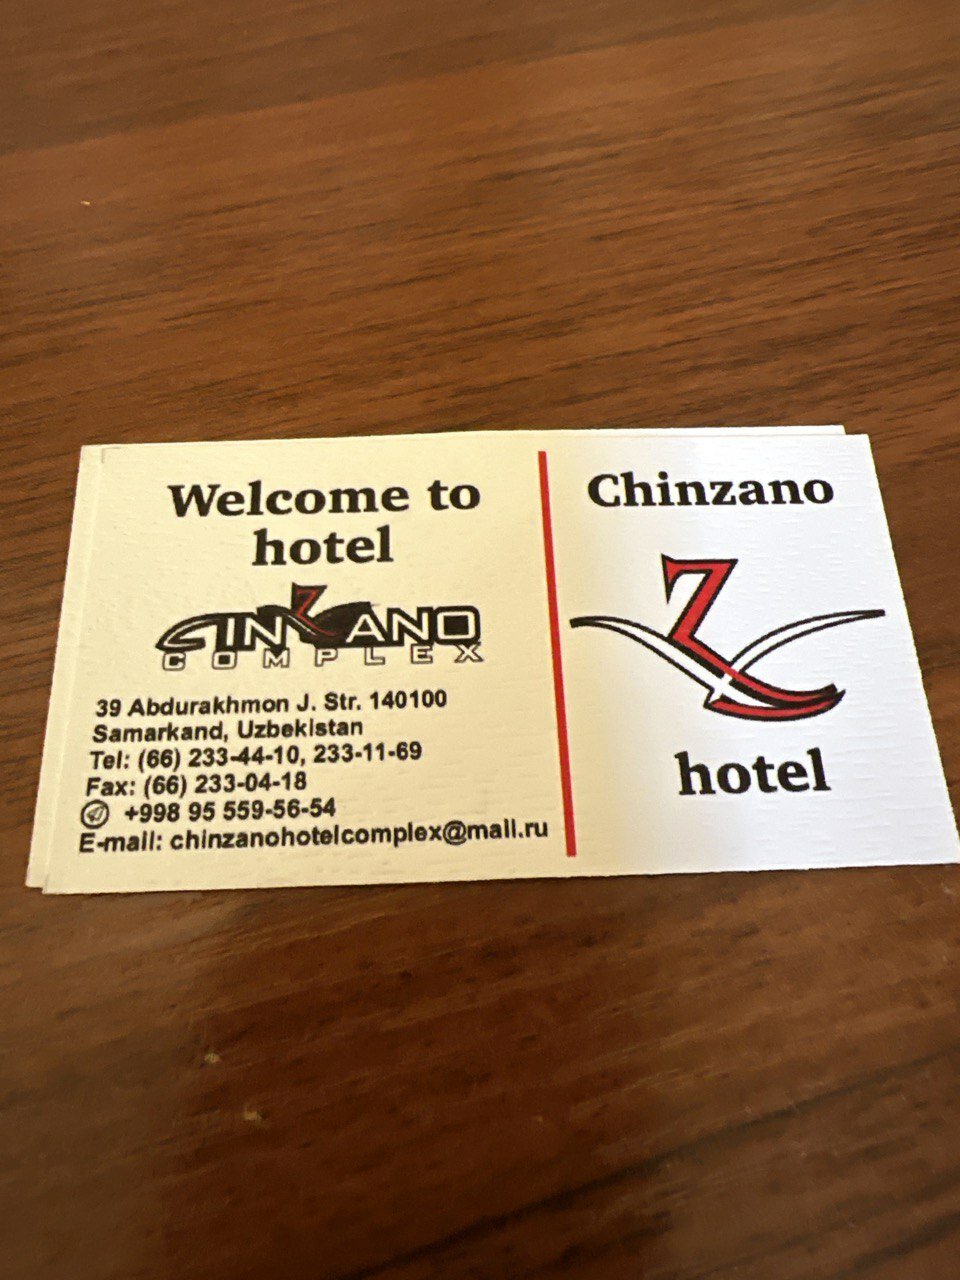 Welcome to
hotel
CINZANO
COMPLEX
39 Abdurakhmon J. Str. 140100
Samarkand, Uzbekistan
Tel: (66) 233-44-10, 233-11-69
Fax: (66) 233-04-18
+998 95 559-56-54
E-mail: chinzanohotelcomplex@mail.ru
Chinzano
hotel